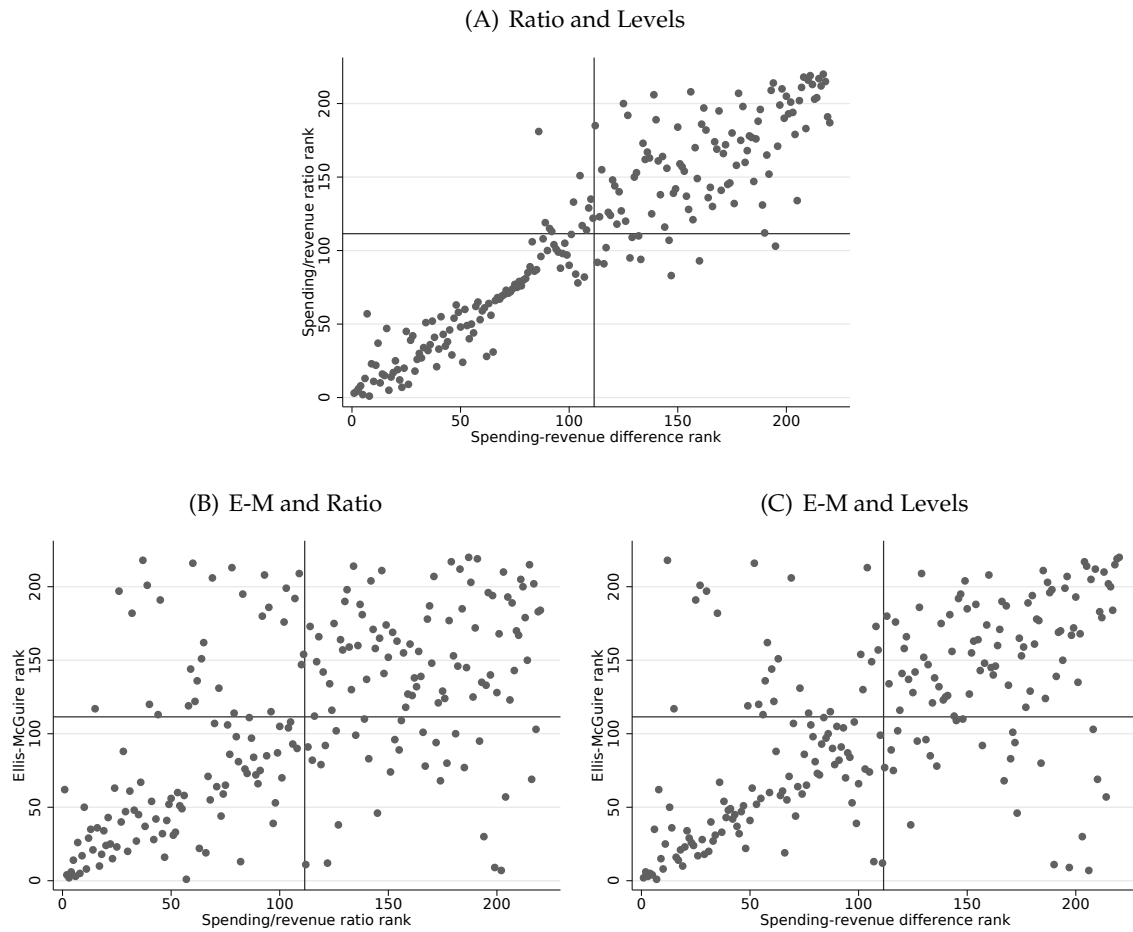 (A) Ratio and Levels
Spending/revenue ratio rank
200
150
100
50
0
0 50 100 150 200
Spending-revenue difference rank
(B) E-M and Ratio
Ellis-McGuire rank
200
150
100
50
0
0 50 100 150 200
Spending/revenue ratio rank
(C) E-M and Levels
Ellis-McGuire rank
200
150
100
50
0
0 50 100 150 200
Spending-revenue difference rank